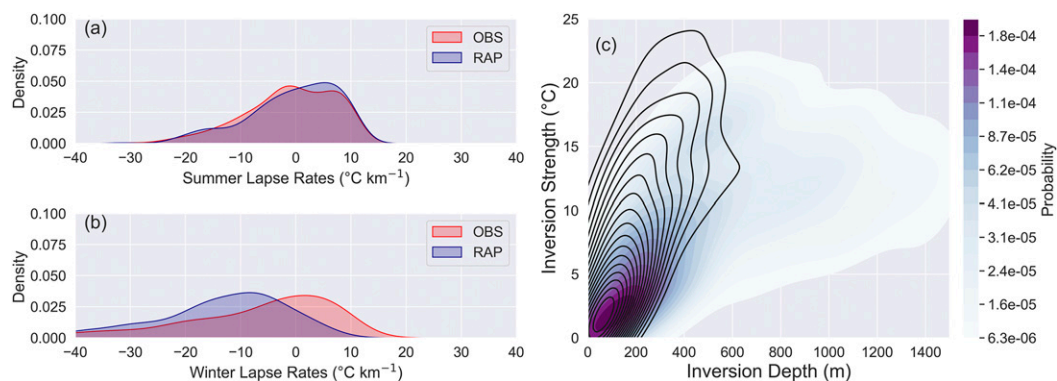 (a)
OBS
RAP
Density
0.100
0.075
0.050
0.025
0.000
−40 −30 −20 −10 0 10 20 30 40
Summer Lapse Rates (°C km⁻¹)
(b)
OBS
RAP
Density
0.100
0.075
0.050
0.025
0.000
−40 −30 −20 −10 0 10 20 30 40
Winter Lapse Rates (°C km⁻¹)
(c)
Inversion Strength (°C)
25
20
15
10
5
0
0 200 400 600 800 1000 1200 1400
Inversion Depth (m)
1.8e-04
1.4e-04
1.1e-04
8.7e-05
6.1e-05
4.1e-05
3.1e-05
2.4e-05
1.6e-05
6.3e-06
Probability